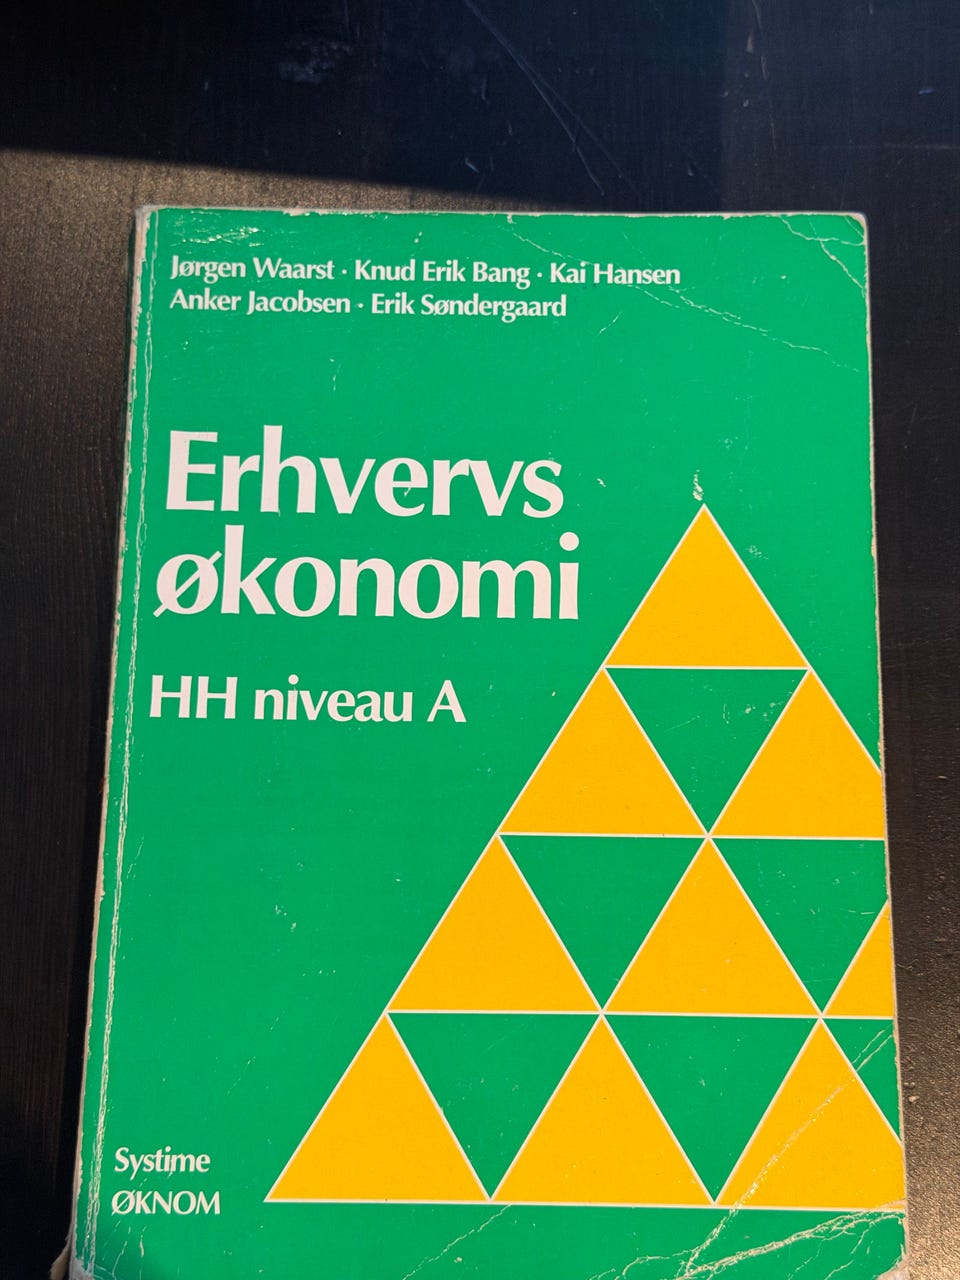 Jørgen Waarst · Knud Erik Bang · Kai Hansen
Anker Jacobsen · Erik Søndergaard
Erhvervs
økonomi
HH niveau A
Systime
ØKNOM